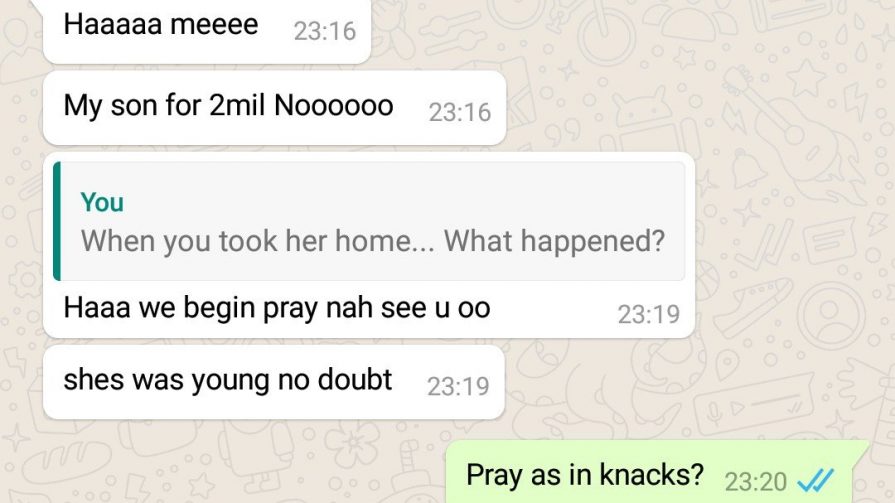 Haaaaa meeee 23:16
My son for 2mil Noooooo 23:16
You
When you took her home... What happened?
Haaa we begin pray nah see u oo 23:19
shes was young no doubt 23:19
Pray as in knacks? 23:20